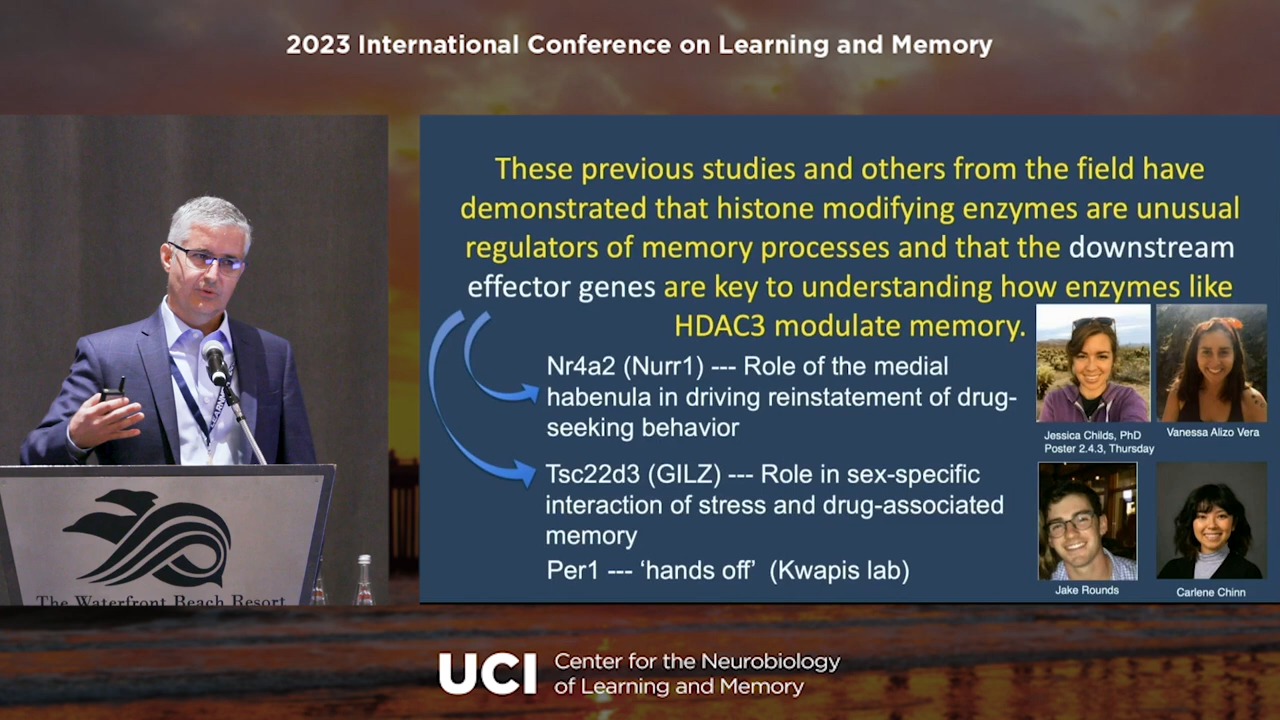 2023 International Conference on Learning and Memory
These previous studies and others from the field have
demonstrated that histone modifying enzymes are unusual
regulators of memory processes and that the downstream
effector genes are key to understanding how enzymes like
HDAC3 modulate memory.
Nr4a2 (Nurr1) --- Role of the medial
habenula in driving reinstatement of drug-
seeking behavior
Tsc22d3 (GILZ) --- Role in sex-specific
interaction of stress and drug-associated
memory
Per1 --- ‘hands off’ (Kwapis lab)
Jessica Childs, PhD
Poster 2.4.3, Thursday
Vanessa Alizo Vera
Jake Rounds
Carlene Chinn
The Waterfront Beach Resort
UCI Center for the Neurobiology
of Learning and Memory